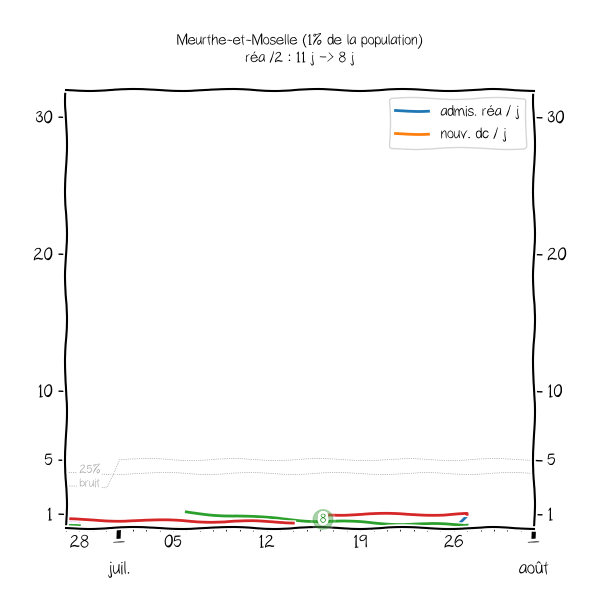 Meurthe-et-Moselle (1% de la population)
réa /2 : 11 j -> 8 j
admis. réa / j
nouv. dc / j
30
30
20
20
10
10
5
5
25%
bruit
1
1
8
28
05
12
19
26
juil.
août